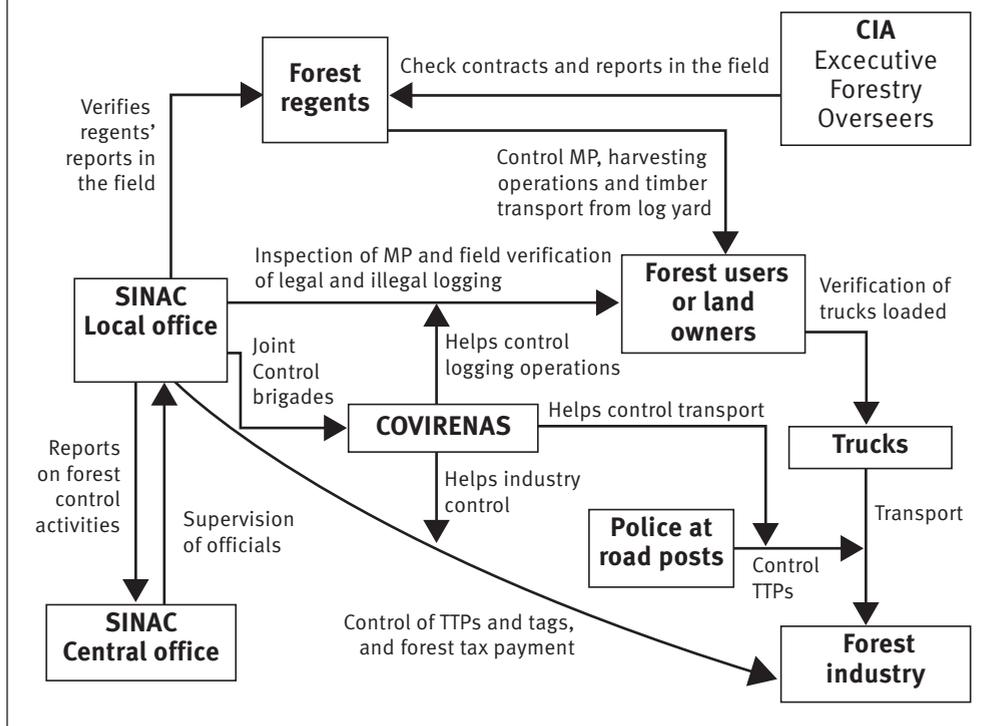 CIA
Excecutive
Forestry
Overseers
Forest
regents
Check contracts and reports in the field
Verifies
regents’
reports in
the field
Control MP, harvesting
operations and timber
transport from log yard
Inspection of MP and field verification
of legal and illegal logging
SINAC
Local office
Forest users
or land
owners
Verification of
trucks loaded
Joint
Control
brigades
Helps control
logging operations
COVIRENAS
Helps control transport
Trucks
Reports
on forest
control
activities
Supervision
of officials
Helps industry
control
Police at
road posts
Control
TTPs
Transport
SINAC
Central office
Control of TTPs and tags,
and forest tax payment
Forest
industry